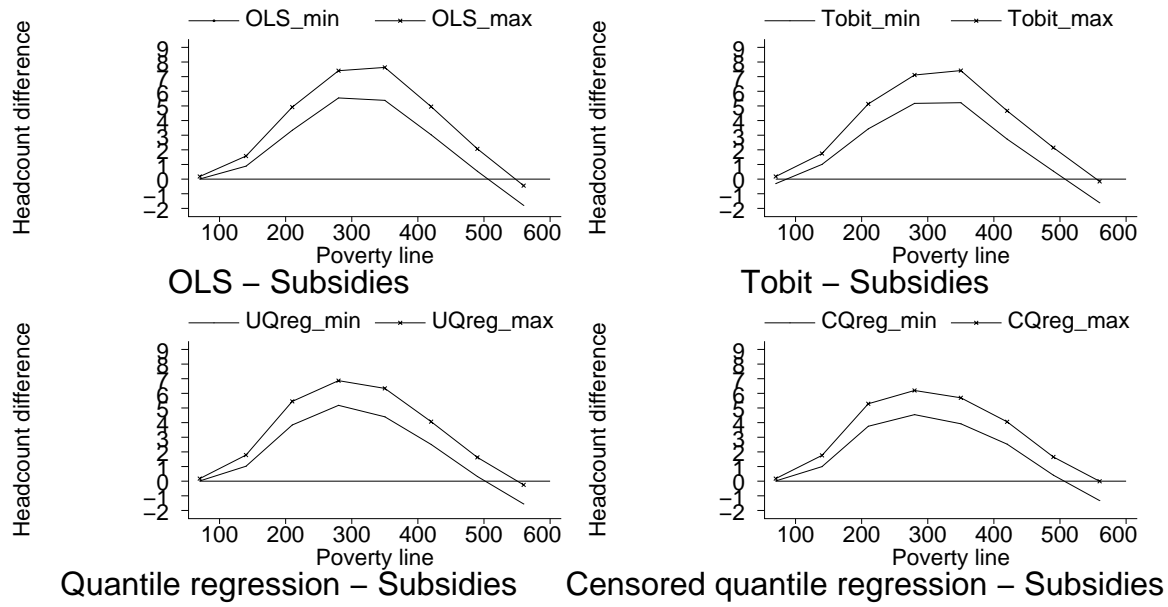 OLS_min OLS_max
Headcount difference
9
8
7
6
5
4
3
2
1
0
−1
−2
100 200 300 400 500 600
Poverty line
OLS − Subsidies
Tobit_min Tobit_max
Headcount difference
9
8
7
6
5
4
3
2
1
0
−1
−2
100 200 300 400 500 600
Poverty line
Tobit − Subsidies
UQreg_min UQreg_max
Headcount difference
9
8
7
6
5
4
3
2
1
0
−1
−2
100 200 300 400 500 600
Poverty line
Quantile regression − Subsidies
CQreg_min CQreg_max
Headcount difference
9
8
7
6
5
4
3
2
1
0
−1
−2
100 200 300 400 500 600
Poverty line
Censored quantile regression − Subsidies